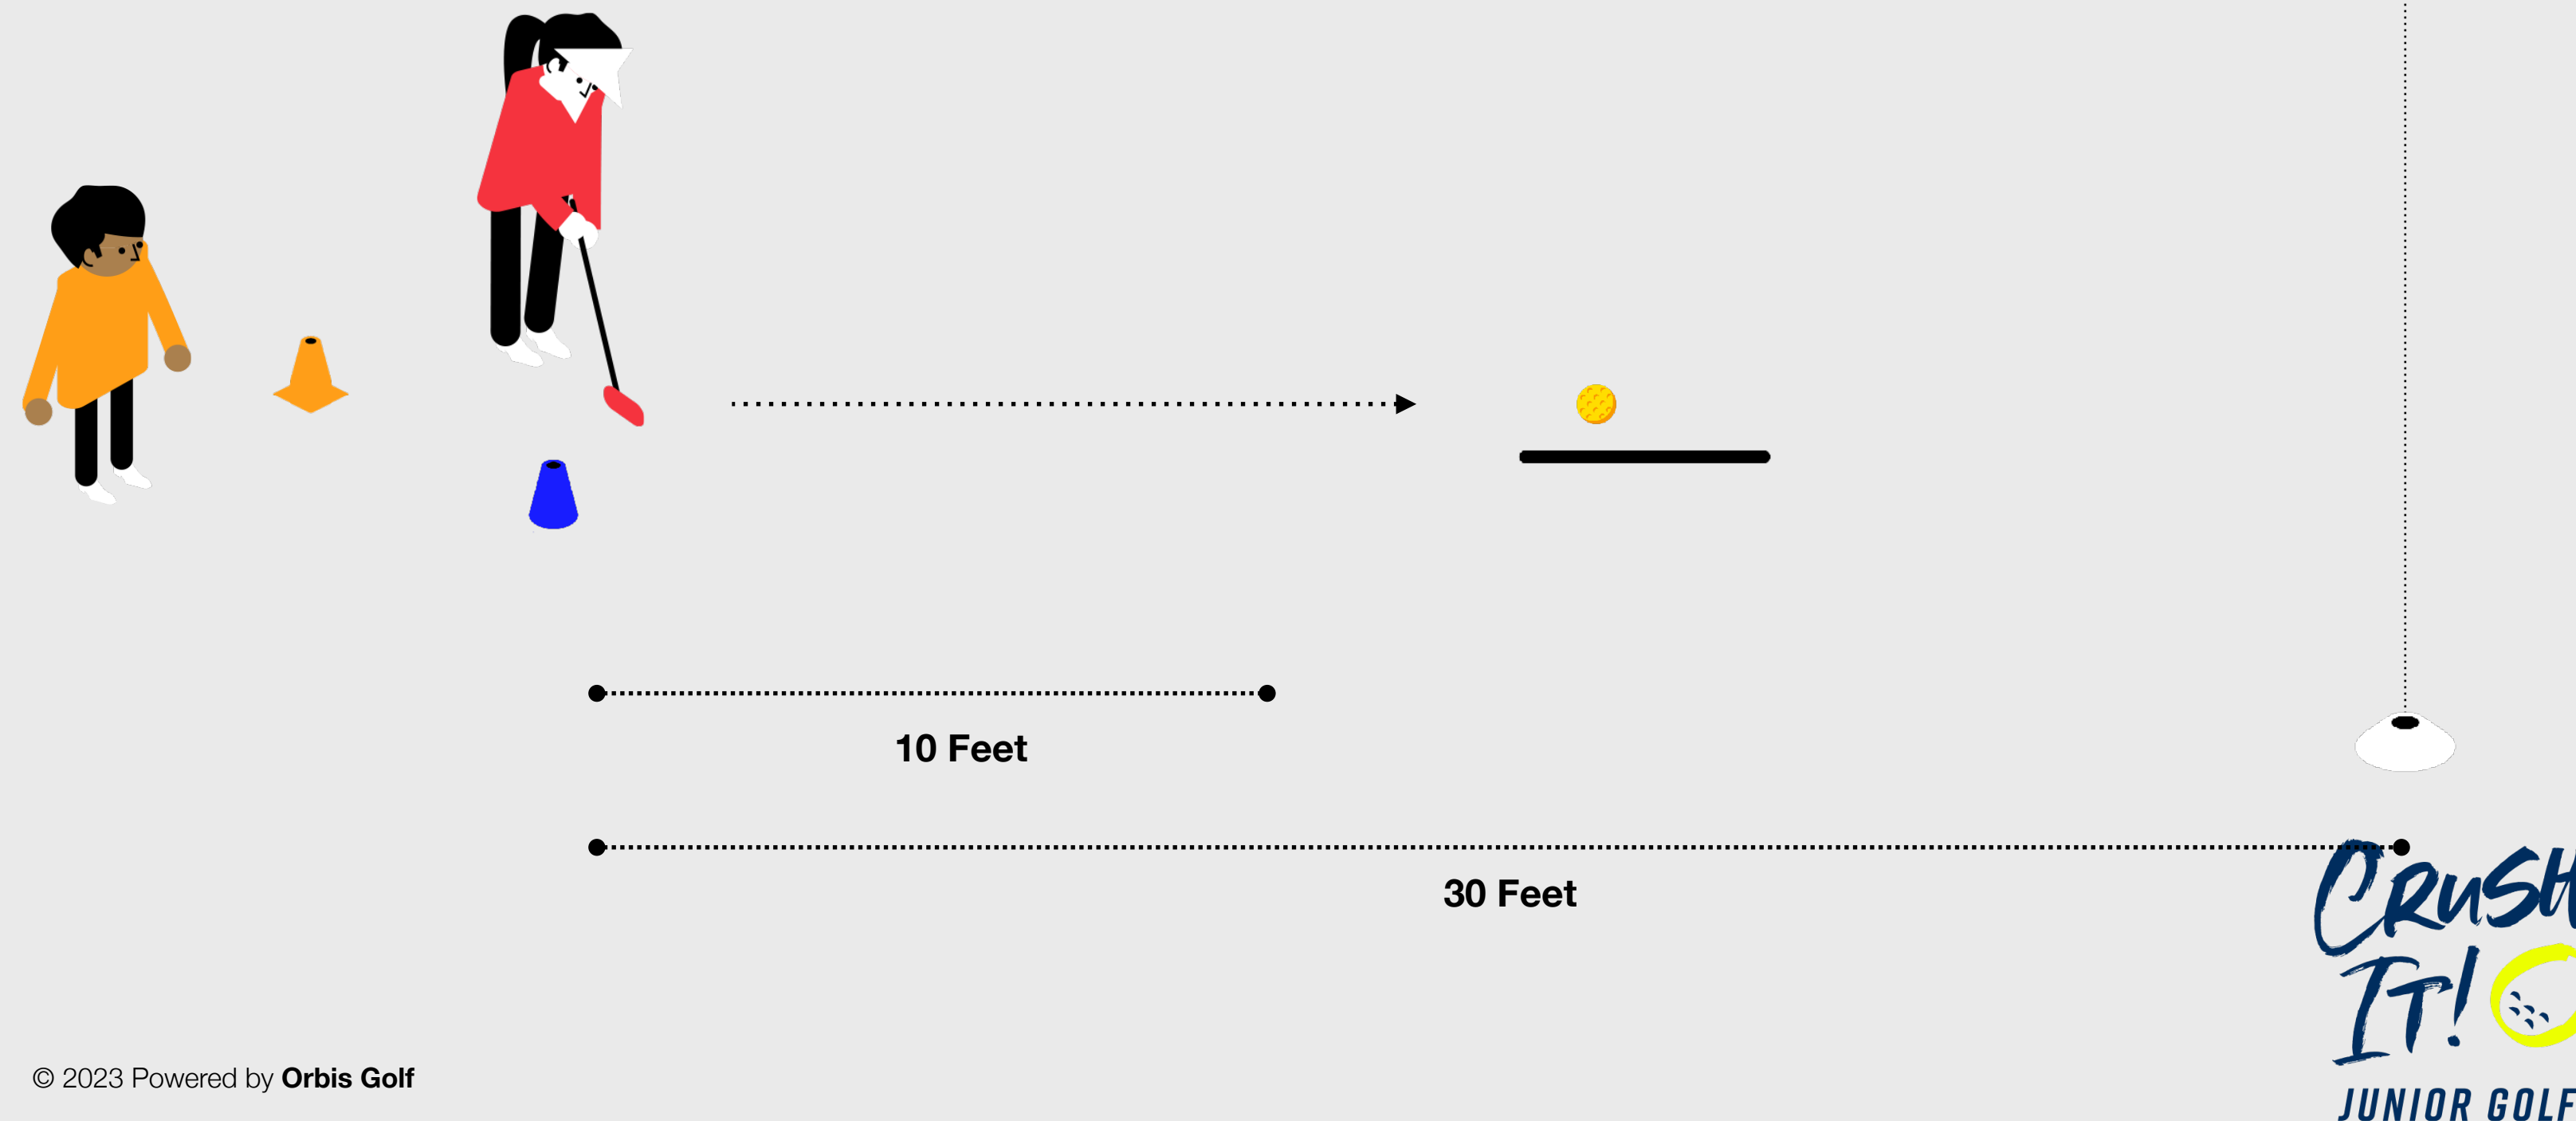 10 Feet
30 Feet
CRUSH
IT!
© 2023 Powered by Orbis Golf
JUNIOR GOLF